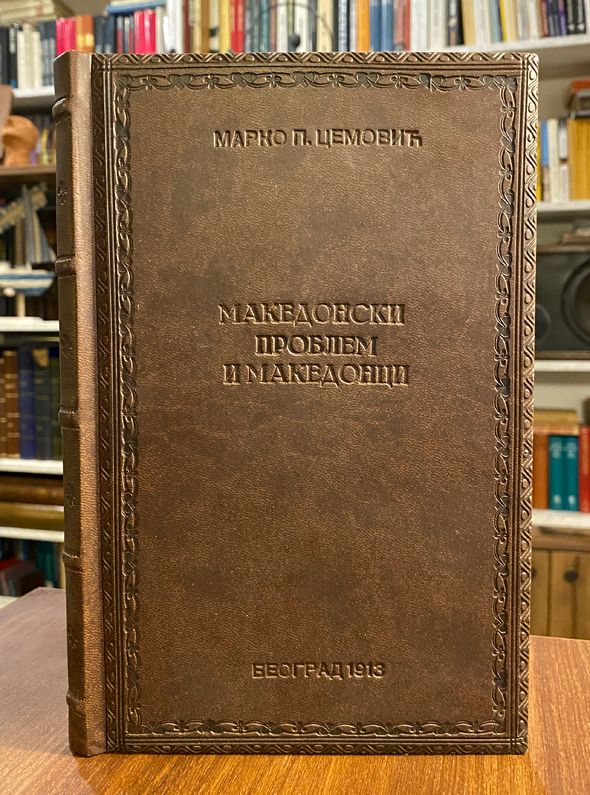 МАРКО П. ЦЕМОВИЋ
МАКЕДОНСКИ
ПРОБЛЕМ
И МАКЕДОНЦИ
БЕОГРАД 1913